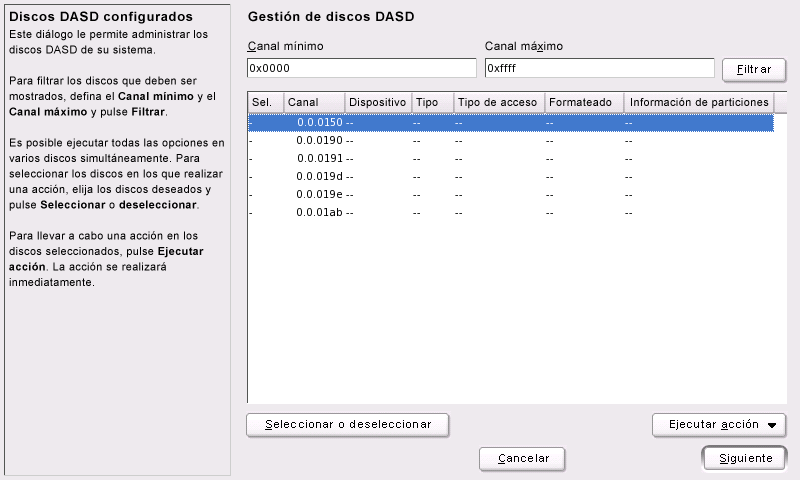 Discos DASD configurados
Este diálogo le permite administrar los
discos DASD de su sistema.
Para filtrar los discos que deben ser
mostrados, defina el Canal mínimo y el
Canal máximo y pulse Filtrar.
Es posible ejecutar todas las opciones en
varios discos simultáneamente. Para
seleccionar los discos en los que realizar
una acción, elija los discos deseados y
pulse Seleccionar o deseleccionar.
Para llevar a cabo una acción en los
discos seleccionados, pulse Ejecutar
acción. La acción se realizará
inmediatamente.
Gestión de discos DASD
Canal mínimo Canal máximo
0x0000 0xffff Filtrar
Sel. Canal Dispositivo Tipo Tipo de acceso Formateado Información de particiones
- 0.0.0150 -- -- -- -- --
- 0.0.0190 -- -- -- -- --
- 0.0.0191 -- -- -- -- --
- 0.0.019d -- -- -- -- --
- 0.0.019e -- -- -- -- --
- 0.0.01ab -- -- -- -- --
Seleccionar o deseleccionar Ejecutar acción
Cancelar Siguiente